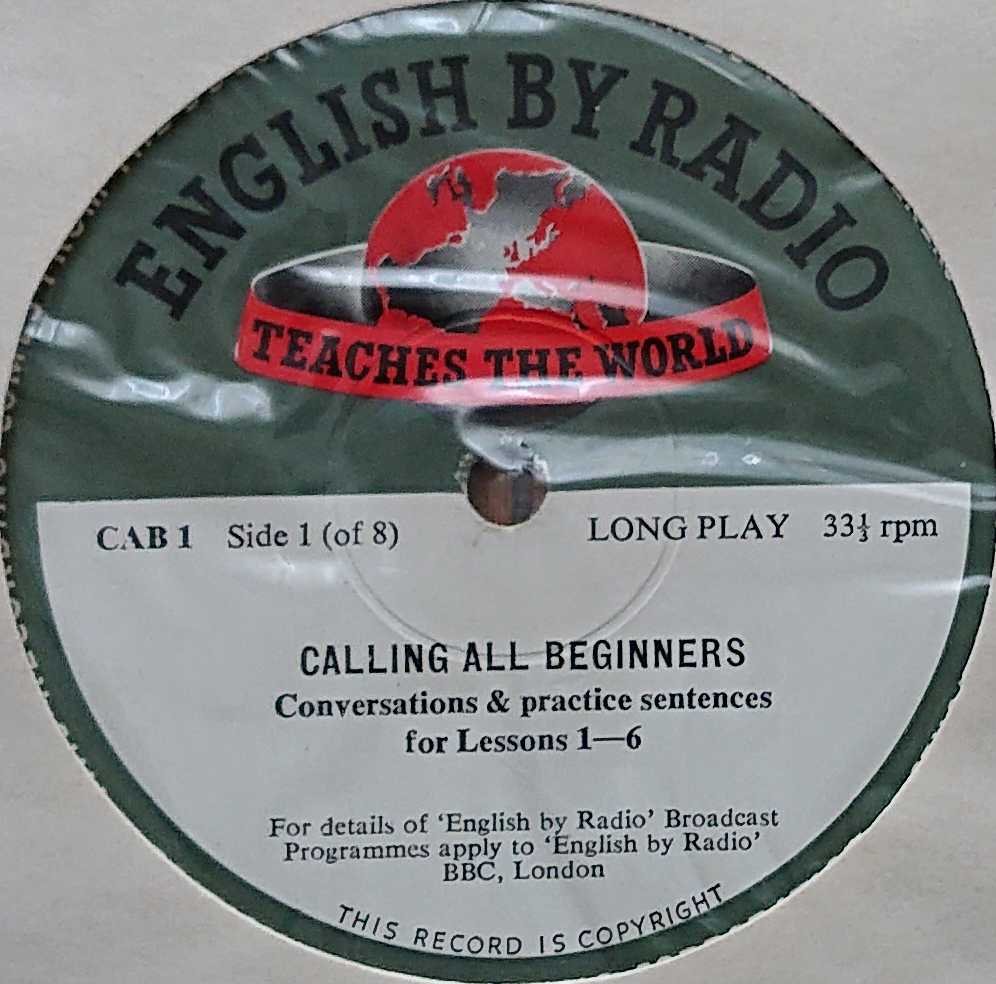 ENGLISH BY RADIO
TEACHES THE WORLD
CAB 1 Side 1 (of 8) LONG PLAY 33⅓ rpm
CALLING ALL BEGINNERS
Conversations & practice sentences
for Lessons 1—6
For details of ‘English by Radio’ Broadcast
Programmes apply to ‘English by Radio’
BBC, London
THIS RECORD IS COPYRIGHT